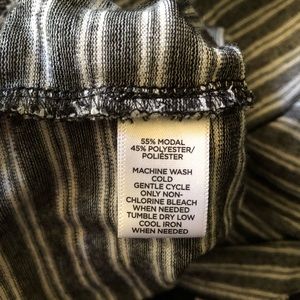 55% MODAL
45% POLYESTER/
POLIÉSTER
MACHINE WASH
COLD
GENTLE CYCLE
ONLY NON-
CHLORINE BLEACH
WHEN NEEDED
TUMBLE DRY LOW
COOL IRON
WHEN NEEDED